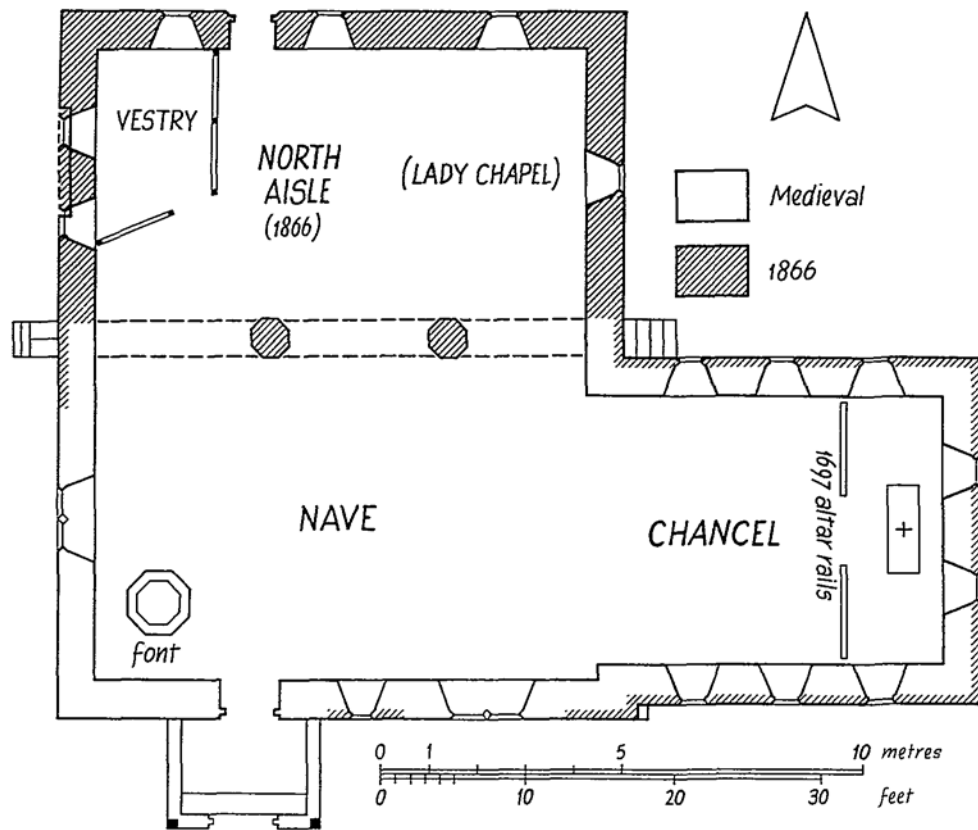 VESTRY
NORTH
AISLE
(1866)
(LADY CHAPEL)
Medieval
1866
NAVE
CHANCEL
1697 altar rails
font
0 1 5 10 metres
0 10 20 30 feet